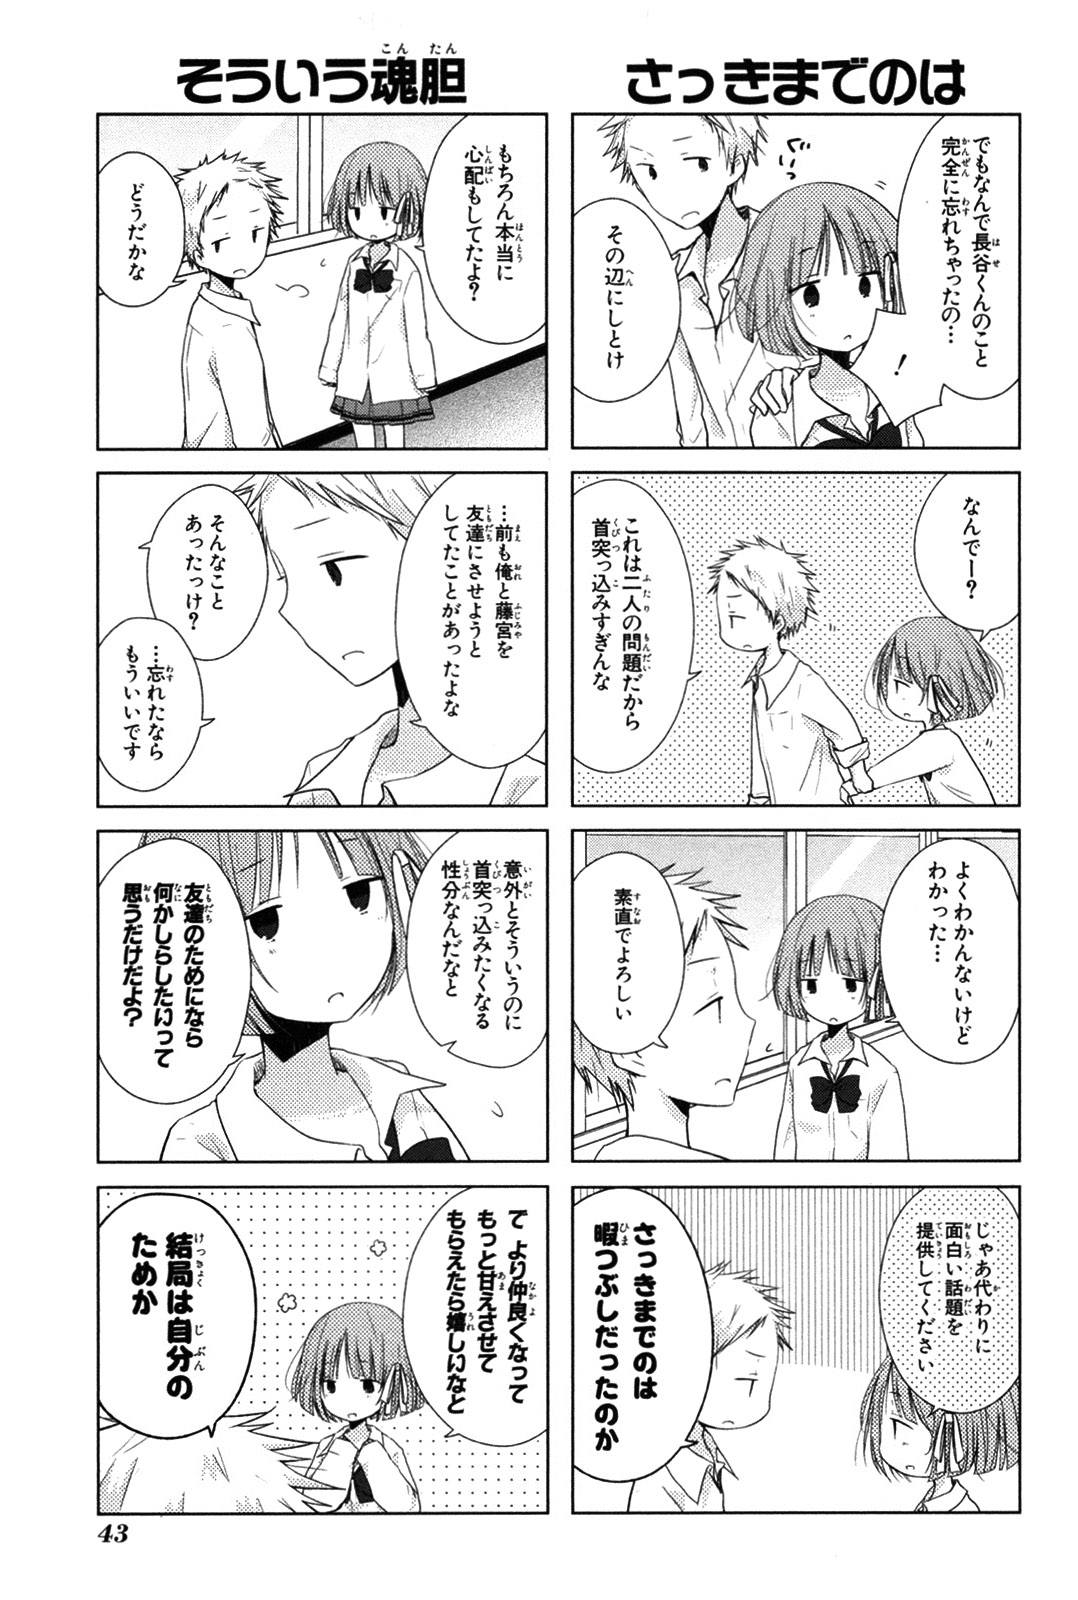 さっきまでのは
でもなんで長谷くんのこと
完全に忘れちゃったの…
！
ぐいっ
その辺にしとけ
なんでー？
これは二人の問題だから
首突っ込みすぎんな
よくわかんないけど
わかった…
素直でよろしい
じゃあ代わりに
面白い話題を
提供してください
さっきまでのは
暇つぶしだったのか
そういう魂胆
もちろん本当に
心配もしてたよ？
どうだかな
…前も俺と藤宮を
友達にさせようと
してたことがあったよな
そんなこと
あったっけ？
…忘れたなら
もういいです
意外とそういうのに
首突っ込みたくなる
性分なんだなと
友達のためになら
何かしらしたいって
思うだけだよ？
で より仲良くなって
もっと甘えさせて
もらえたら嬉しいなと
結局は自分の
ためか
43